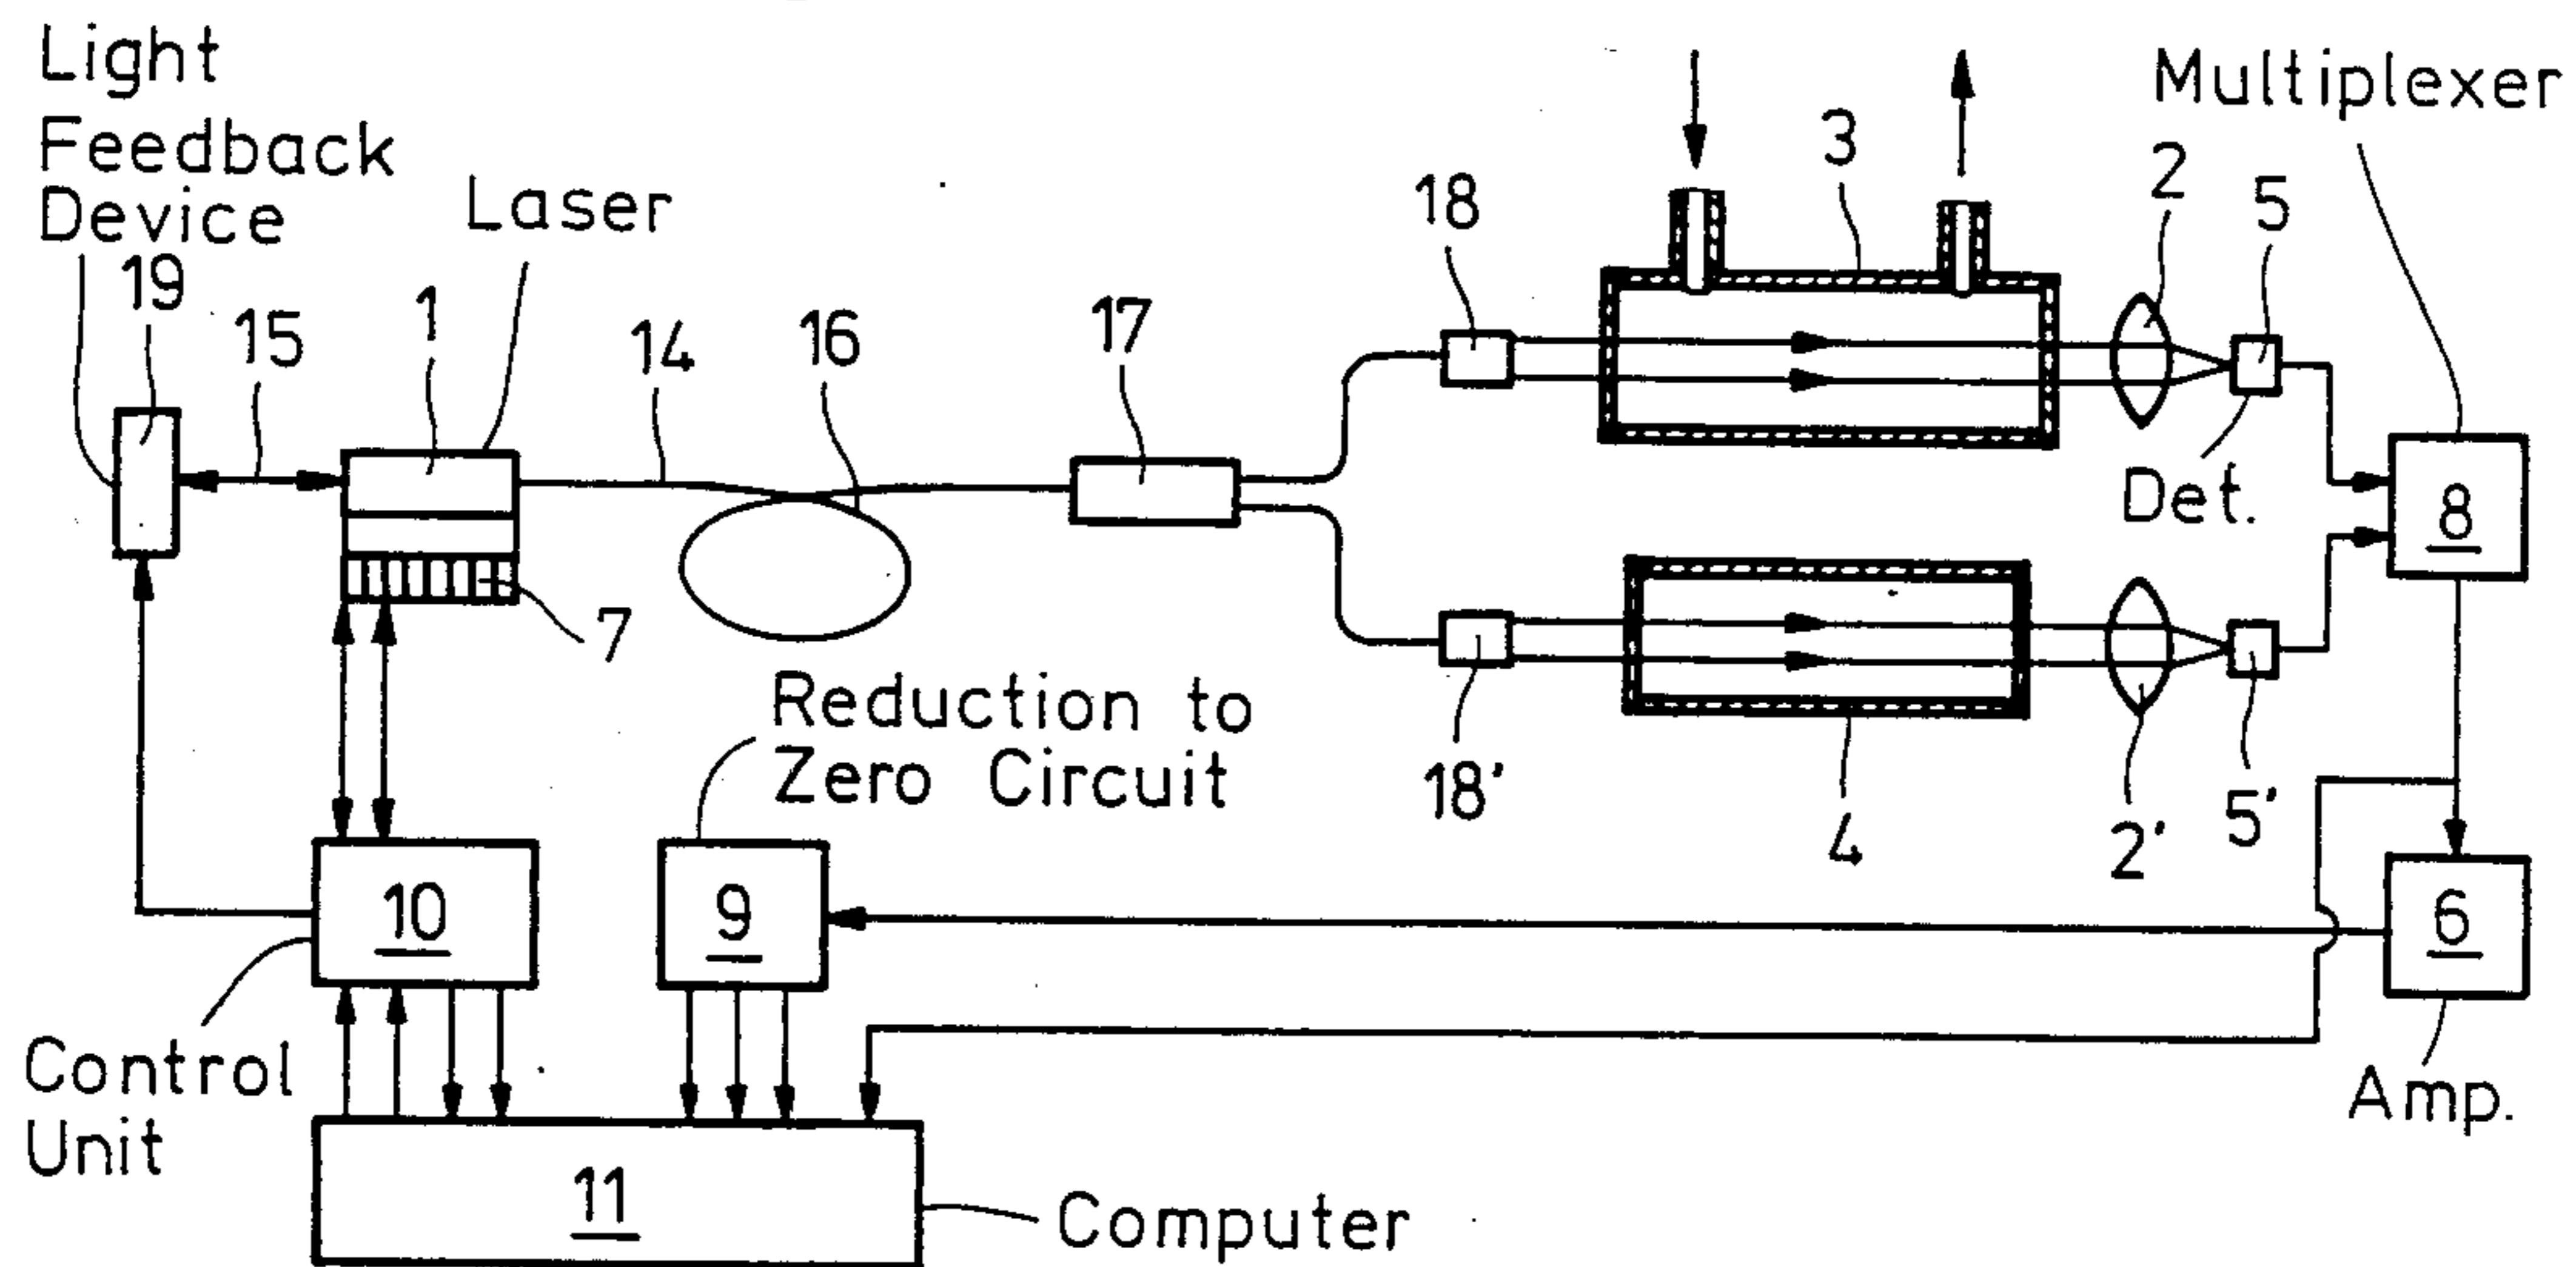 Light
Feedback
Device
19
15
1
Laser
14
16
17
18
3
2
5
Multiplexer
Det.
8
7
Reduction to
Zero Circuit
18'
4
2'
5'
10
9
6
Control
Unit
Amp.
11
Computer